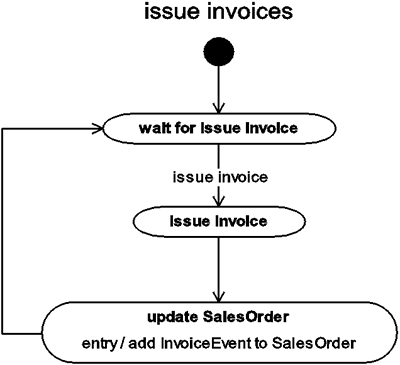 issue invoices
wait for Issue Invoice
issue invoice
Issue Invoice
update SalesOrder
entry / add InvoiceEvent to SalesOrder